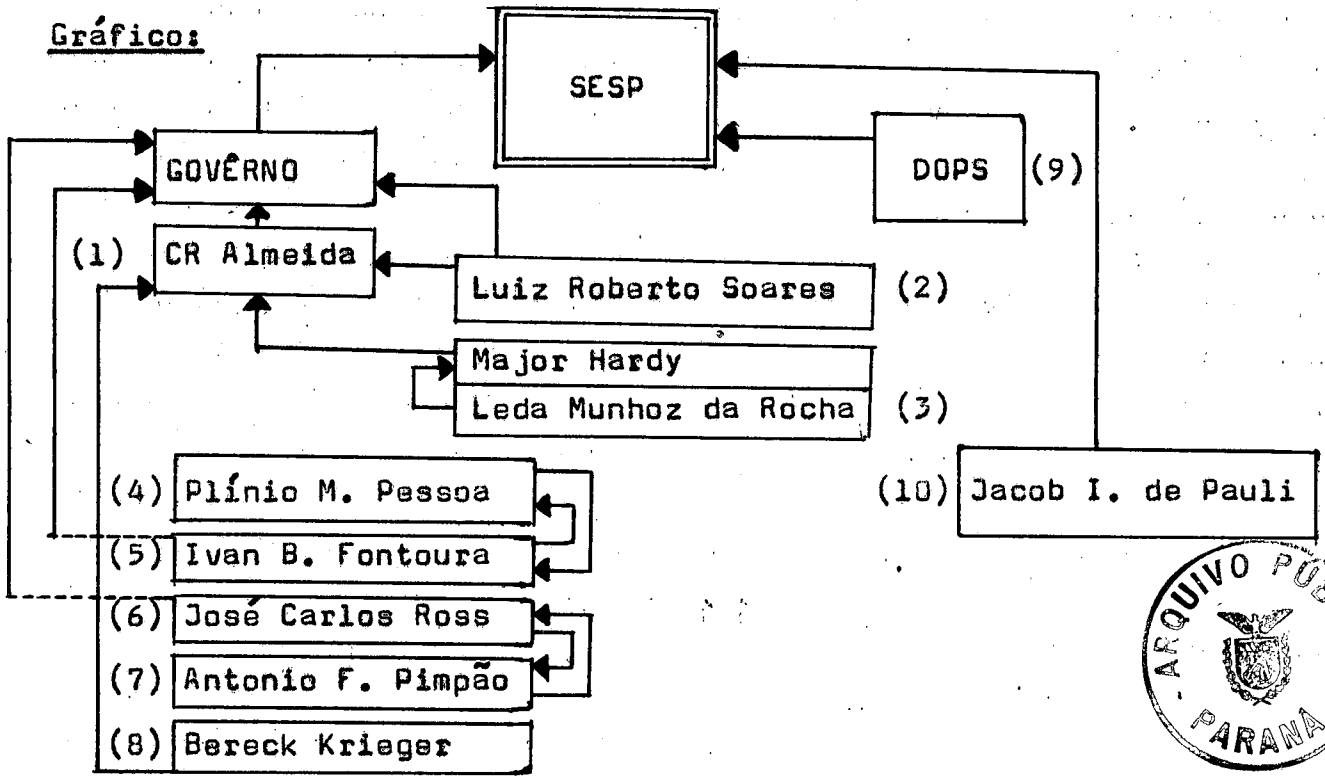 Gráfico:
SESP
GOVÊRNO
DOPS (9)
(1) CR Almeida
Luiz Roberto Soares (2)
Major Hardy
Leda Munhoz da Rocha (3)
(4) Plínio M. Pessoa
(10) Jacob I. de Pauli
(5) Ivan B. Fontoura
(6) José Carlos Ross
(7) Antonio F. Pimpão
(8) Bereck Krieger
ARQUIVO
PARANÁ